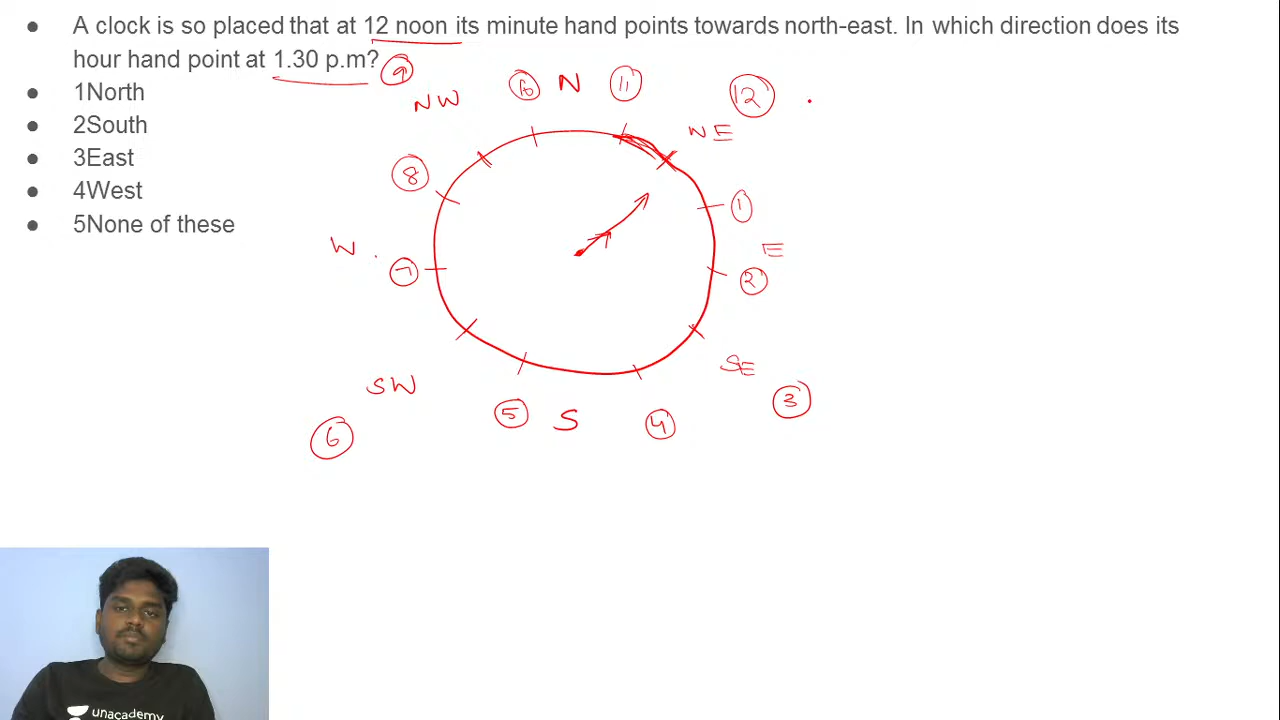 ● A clock is so placed that at 12 noon its minute hand points towards north-east. In which direction does its
hour hand point at 1.30 p.m?
● 1North
● 2South
● 3East
● 4West
● 5None of these
9
NW
10
N
11
12
NE
8
1
W
E
7
2
SW
SE
3
6
5
S
4
unacademy